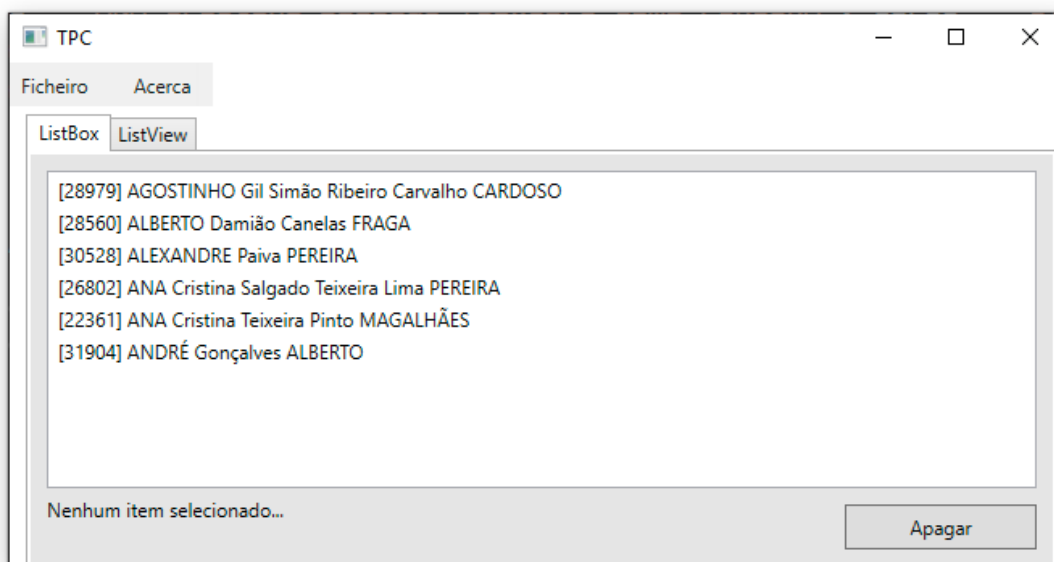 TPC
Ficheiro Acerca
ListBox ListView
[28979] AGOSTINHO Gil Simão Ribeiro Carvalho CARDOSO
[28560] ALBERTO Damião Canelas FRAGA
[30528] ALEXANDRE Paiva PEREIRA
[26802] ANA Cristina Salgado Teixeira Lima PEREIRA
[22361] ANA Cristina Teixeira Pinto MAGALHÃES
[31904] ANDRÉ Gonçalves ALBERTO
Nenhum item selecionado...
Apagar